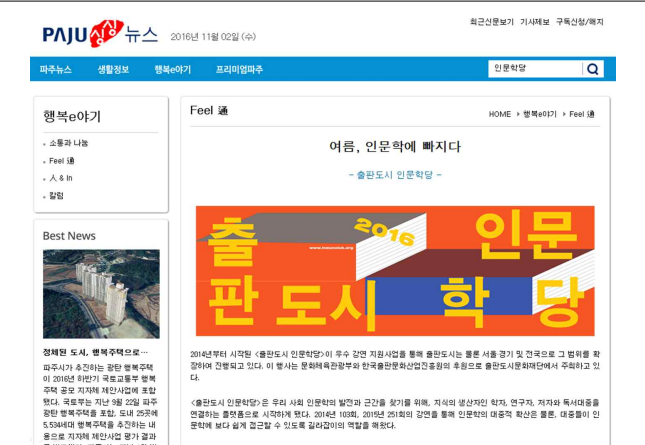 최근신문보기 기사제보 구독신청/해지
PAJU 싱싱 뉴스 2016년 11월 02일 (수)
파주뉴스 생활정보 행복e야기 프리미엄파주 인문학당
행복e야기
소통과 나눔
Feel 通
人 & In
칼럼
Best News
정체된 도시, 행복주택으로…
파주시가 추진하는 광탄 행복주택
이 2016년 하반기 국토교통부 행복
주택 공모 지자체 제안사업에 포함
됐다. 국토부는 지난 9월 22일 파주
광탄 행복주택을 포함, 도내 25곳에
5,534세대 행복주택을 추진하는 내
용으로 지자체 제안사업 평가 결과
Feel 通 HOME ▸ 행복e야기 ▸ Feel 通
여름, 인문학에 빠지다
- 출판도시 인문학당 -
출 2016 인문
판 도시 학 당
2014년부터 시작된 <출판도시 인문학당>이 우수 강연 지원사업을 통해 출판도시는 물론 서울·경기 및 전국으로 그 범위를 확
장하여 진행되고 있다. 이 행사는 문화체육관광부와 한국출판문화산업진흥원의 후원으로 출판도시문화재단에서 주최하고 있
다.
<출판도시 인문학당>은 우리 사회 인문학의 발전과 근간을 찾기를 위해, 지식의 생산자인 학자, 연구자, 저자와 독서대중을
연결하는 플랫폼으로 시작하게 됐다. 2014년 103회, 2015년 251회의 강연을 통해 인문학의 대중적 확산은 물론, 대중들이 인
문학에 보다 쉽게 접근할 수 있도록 길라잡이의 역할을 해왔다.